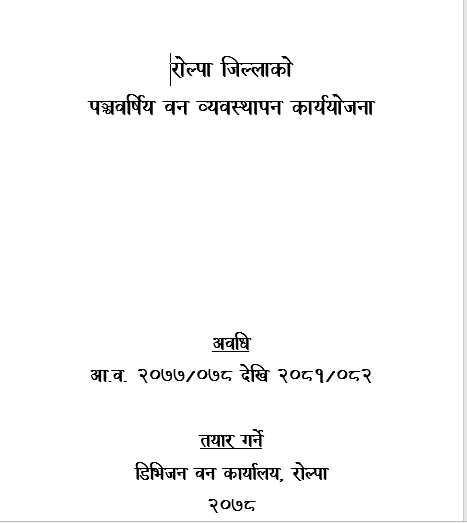 रोल्पा जिल्लाको
पञ्चवर्षिय वन व्यवस्थापन कार्ययोजना
अवधि
आ.व. २०७७/०७८ देखि २०८१/०८२
तयार गर्ने
डिभिजन वन कार्यालय, रोल्पा
२०७८